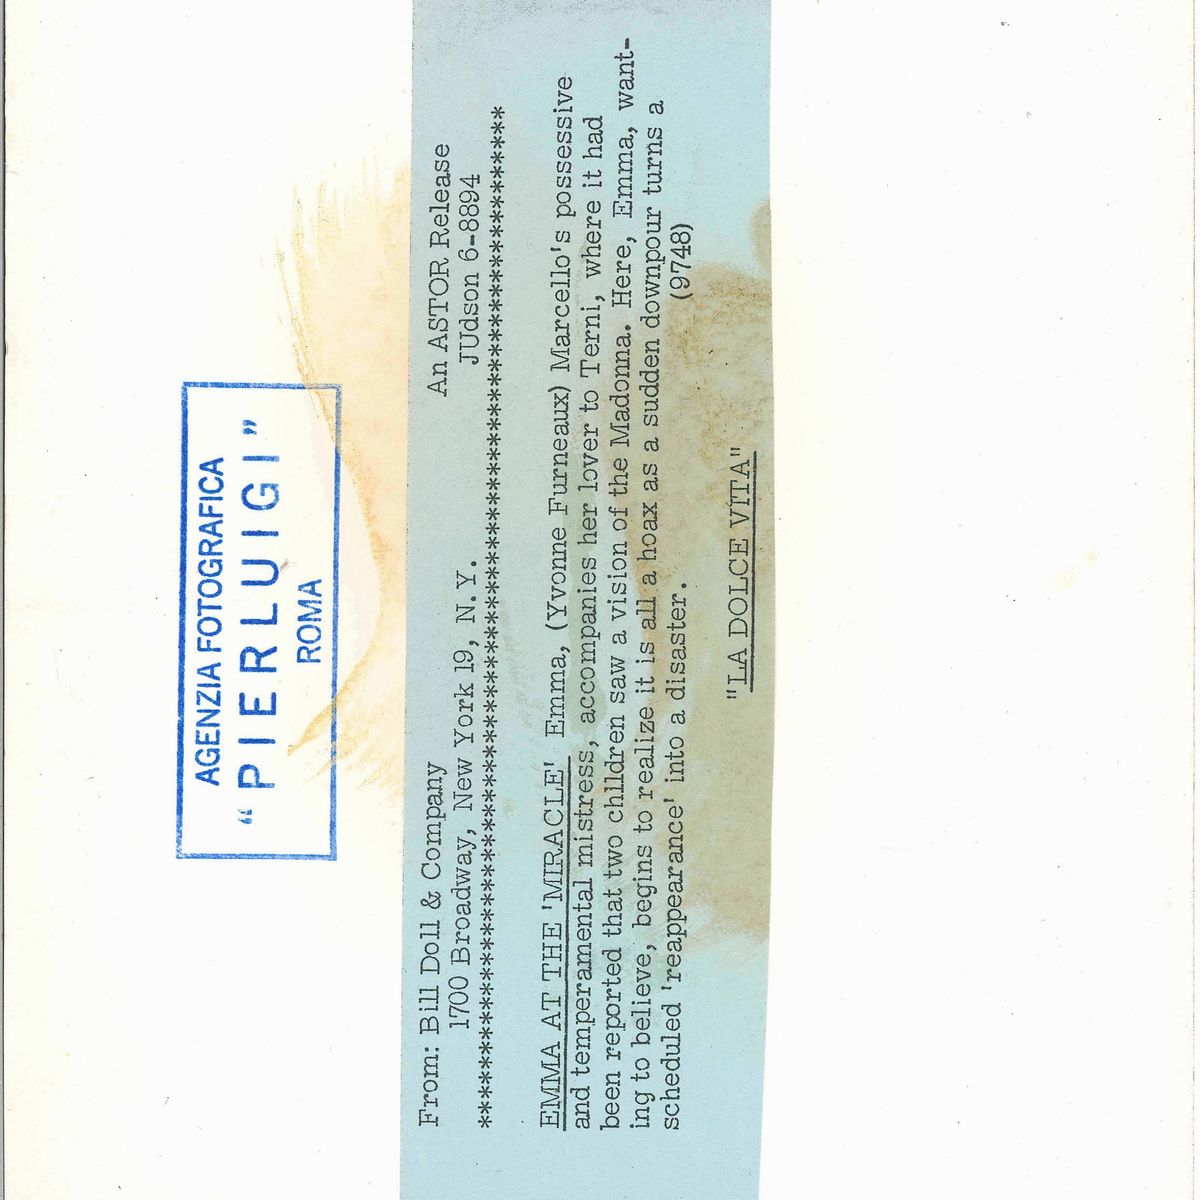 AGENZIA FOTOGRAFICA
"PIERLUIGI"
ROMA
From: Bill Doll & Company An ASTOR Release
1700 Broadway, New York 19, N.Y. JUdson 6-8894
********************************************************************************
EMMA AT THE 'MIRACLE' Emma, (Yvonne Furneaux) Marcello's possessive
and temperamental mistress, accompanies her lover to Terni, where it had
been reported that two children saw a vision of the Madonna. Here, Emma, want-
ing to believe, begins to realize it is all a hoax as a sudden downpour turns a
scheduled 'reappearance' into a disaster. (9748)
"LA DOLCE VITA"